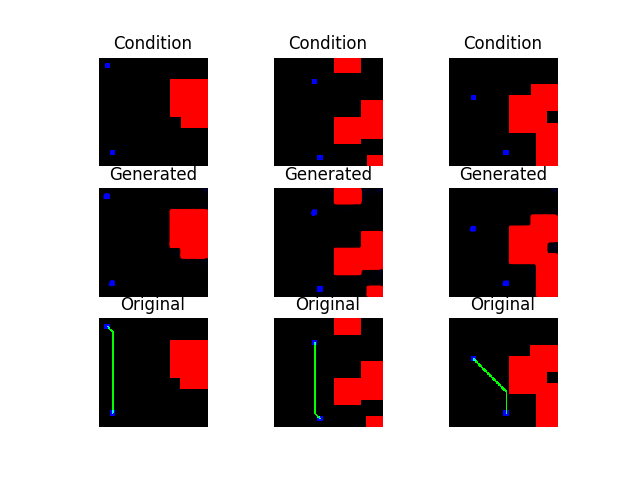 Condition Condition Condition
Generated Generated Generated
Original Original Original